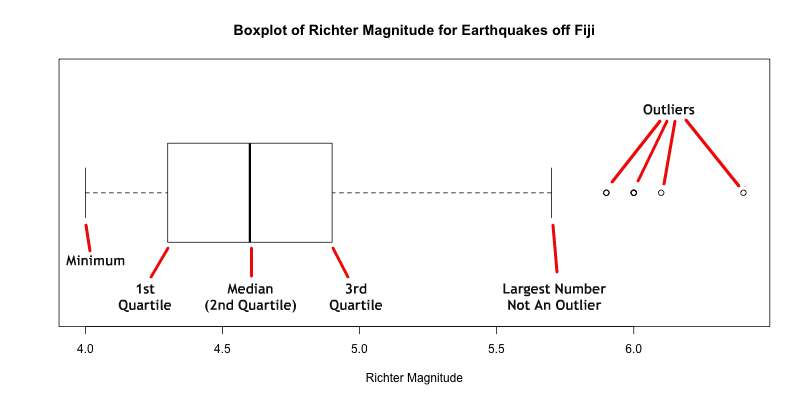 Boxplot of Richter Magnitude for Earthquakes off Fiji
Outliers
Minimum
1st
Quartile
Median
(2nd Quartile)
3rd
Quartile
Largest Number
Not An Outlier
4.0 4.5 5.0 5.5 6.0
Richter Magnitude